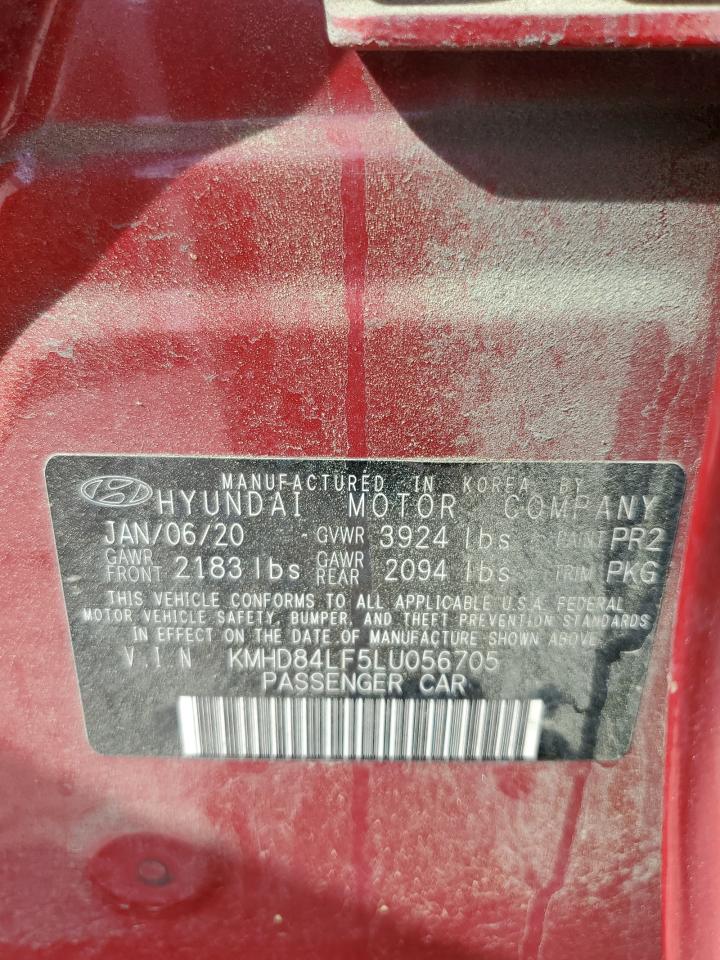 MANUFACTURED IN KOREA BY
HYUNDAI MOTOR COMPANY
JAN/06/20 GVWR 3924 lbs PAINT PR2
GAWR FRONT 2183 lbs GAWR REAR 2094 lbs TRIM PKG
THIS VEHICLE CONFORMS TO ALL APPLICABLE U.S.A. FEDERAL
MOTOR VEHICLE SAFETY, BUMPER, AND THEFT PREVENTION STANDARDS
IN EFFECT ON THE DATE OF MANUFACTURE SHOWN ABOVE.
V.I N KMHD84LF5LU056705
PASSENGER CAR